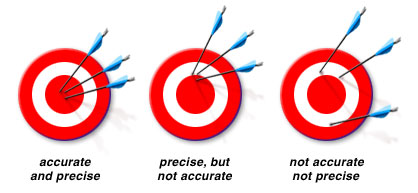 accurate
and precise
precise, but
not accurate
not accurate
not precise